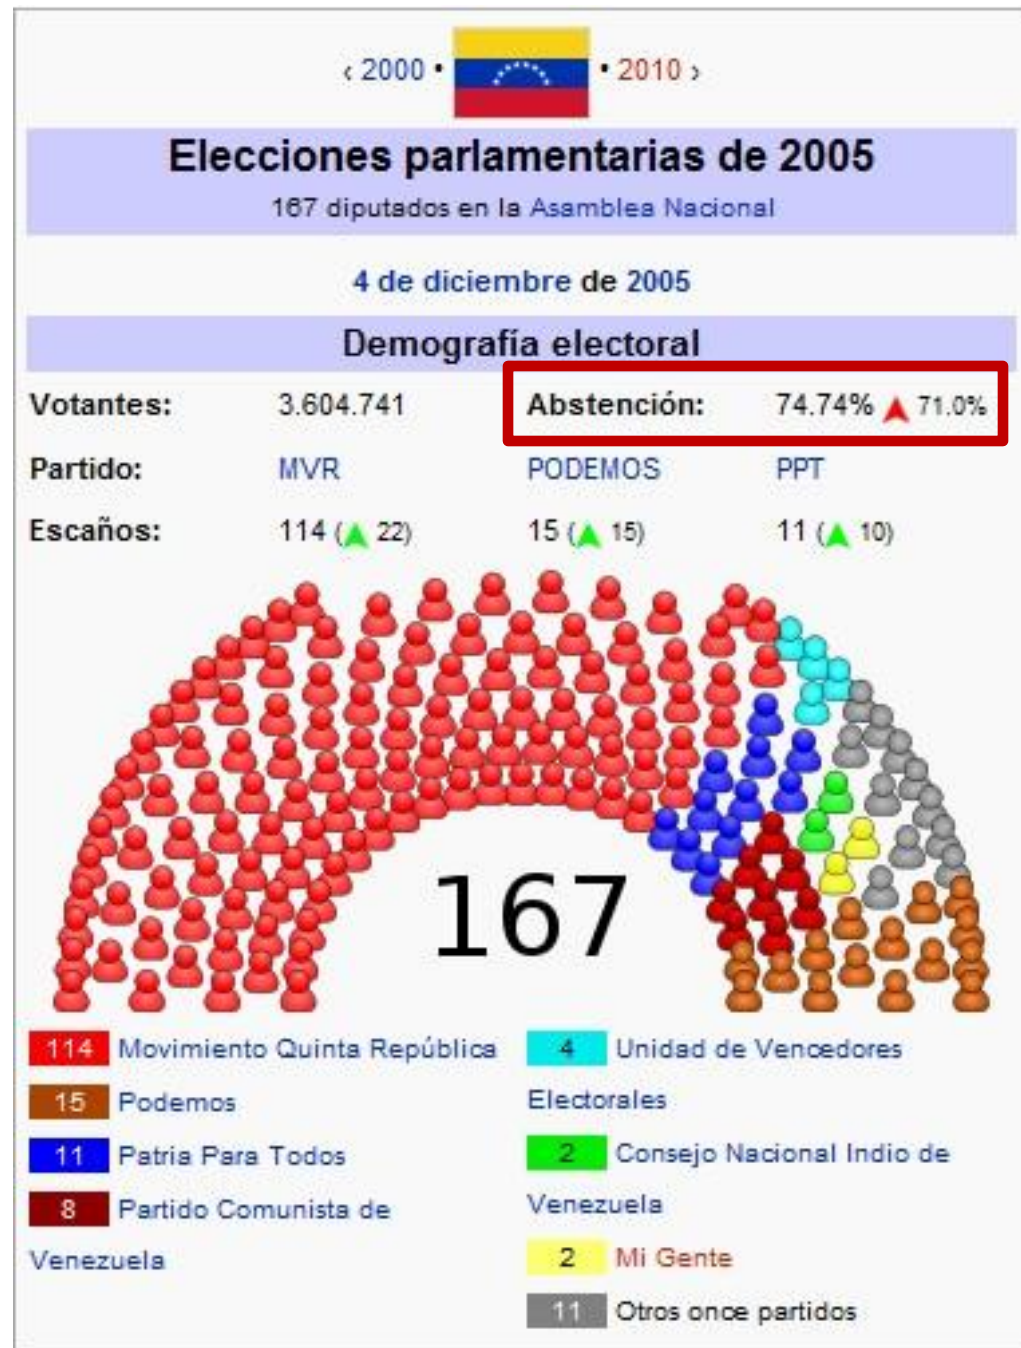 ‹ 2000 • • 2010 ›
Elecciones parlamentarias de 2005
167 diputados en la Asamblea Nacional
4 de diciembre de 2005
Demografía electoral
Votantes: 3.604.741 Abstención: 74.74% 71.0%
Partido: MVR PODEMOS PPT
Escaños: 114 ( 22) 15 ( 15) 11 ( 10)
167
114 Movimiento Quinta República
15 Podemos
11 Patria Para Todos
8 Partido Comunista de
Venezuela
4 Unidad de Vencedores
Electorales
2 Consejo Nacional Indio de
Venezuela
2 Mi Gente
11 Otros once partidos